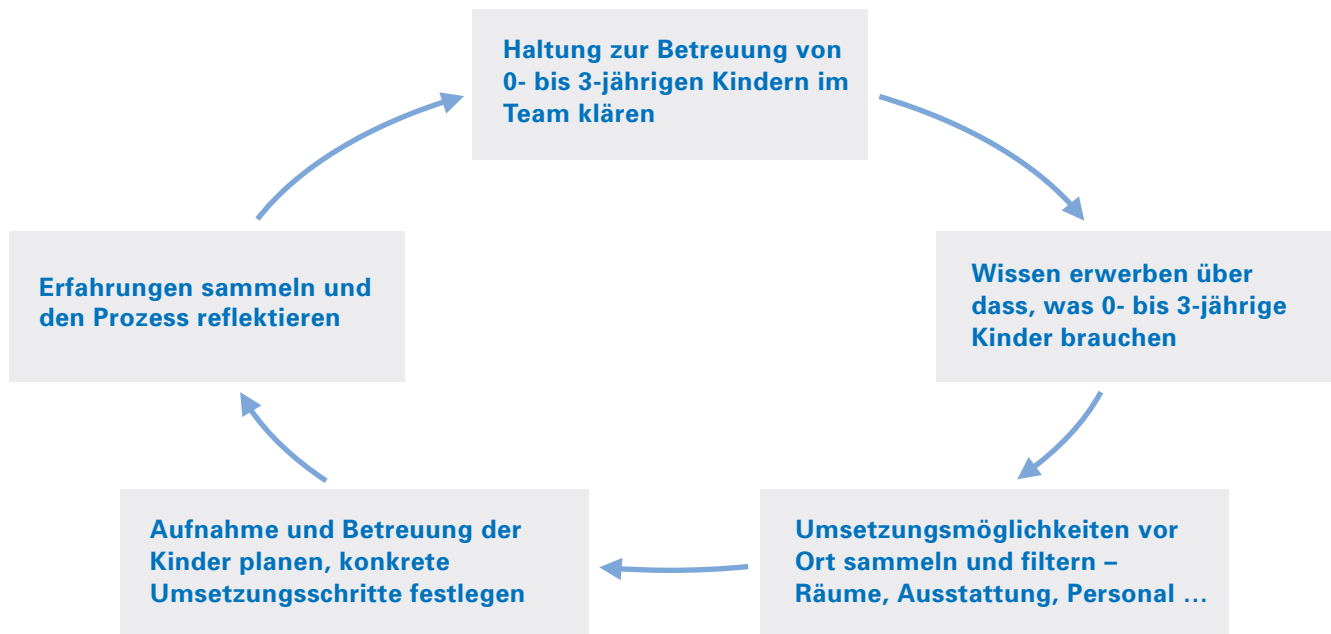 Haltung zur Betreuung von
0- bis 3-jährigen Kindern im
Team klären
Wissen erwerben über
dass, was 0- bis 3-jährige
Kinder brauchen
Umsetzungsmöglichkeiten vor
Ort sammeln und filtern –
Räume, Ausstattung, Personal …
Aufnahme und Betreuung der
Kinder planen, konkrete
Umsetzungsschritte festlegen
Erfahrungen sammeln und
den Prozess reflektieren